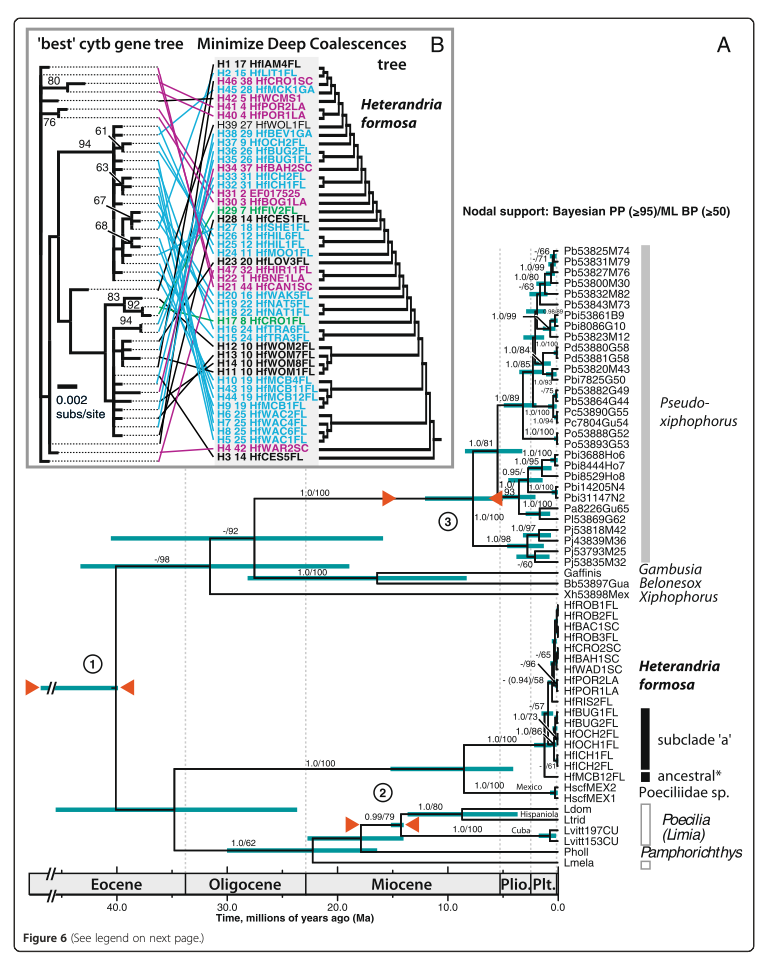 'best' cytb gene tree
Minimize Deep Coalescences tree
B
A
Heterandria formosa
H1 17 HfIAM4FL
H2 15 HfLIT1FL
H46 38 HfCRO1SC
H45 28 HfMCK1GA
H42 5 HfWCMS1
H41 4 HfPOR2LA
H40 4 HfPOR1LA
H39 27 HfWOL1FL
H38 29 HfBEV1GA
H37 9 HfOCH2FL
H36 26 HfBUG2FL
H35 26 HfBUG1FL
H34 37 HfBAH2SC
H33 31 HfICH2FL
H32 31 HfICH1FL
H31 2 EF017525
H30 3 HfBOG1LA
H29 7 HfFIV2FL
H28 14 HfCES1FL
H27 18 HfSHE1FL
H26 12 HfHIL6FL
H25 12 HfHIL1FL
H24 11 HfMOO1FL
H23 20 HfLOV3FL
H47 32 HfHIR11FL
H22 1 HfBNE1LA
H21 44 HfCAN1SC
H20 16 HfWAK5FL
H19 22 HfNAT5FL
H18 22 HfNAT1FL
H17 8 HfCRO1FL
H16 24 HfTRA6FL
H15 24 HfTRA3FL
H12 10 HfWOM2FL
H13 10 HfWOM7FL
H14 10 HfWOM8FL
H11 10 HfWOM1FL
H10 19 HfMCB4FL
H43 19 HfMCB11FL
H44 19 HfMCB12FL
H9 19 HfMCB1FL
H6 25 HfWAC2FL
H7 25 HfWAC4FL
H8 25 HfWAC6FL
H5 25 HfWAC1FL
H4 42 HfWAR2SC
H3 14 HfCES5FL
80
76
61
94
63
67
68
83
92
94
0.002
subs/site
Nodal support: Bayesian PP (≥95)/ML BP (≥50)
Pb53825M74
Pb53831M79
Pb53827M76
Pb53800M30
Pb53832M82
Pb53843M73
Pbi53861B9
Pbi8086G10
Pb53823M12
Pd53880G58
Pd53881G58
Pb53820M43
Pbi7825G50
Pb53882G49
Pb53864G44
Pc53890G55
Pc7804Gu54
Po53888G52
Po53893G53
Pbi3688Ho6
Pbi8444Ho7
Pbi8529Ho8
Pbi14205N4
Pbi31147N2
Pa8226Gu65
Pl53869G62
Pj53818M42
Pj43839M36
Pj53793M25
Pj53835M32
Gaffinis
Bb53897Gua
Xh53898Mex
HfROB1FL
HfROB2FL
HfBAC1SC
HfROB3FL
HfCRO2SC
HfBAH1SC
HfWAD1SC
HfPOR2LA
HfPOR1LA
HfRIS2FL
HfBUG1FL
HfBUG2FL
HfOCH2FL
HfOCH1FL
HfICH1FL
HfICH2FL
HfMCB12FL
HscfMEX2
HscfMEX1
Ldom
Ltrid
Lvitt197CU
Lvitt153CU
Pholl
Lmela
Pseudo-
xiphophorus
Gambusia
Belonesox
Xiphophorus
Heterandria
formosa
subclade 'a'
ancestral*
Poeciliidae sp.
Poecilia
(Limia)
Pamphorichthys
-/66
-/71
1.0/99
1.0/80
-/63
1.0/99
1.0/100
1.0/84
1.0/85
1.0/93
-/75
1.0/89
1.0/100
1.0/94
1.0/100
1.0/81
1.0/100
1.0/95
0.95/-
1.0/
93
1.0/100
1.0/100
1.0/100
1.0/97
1.0/98
-/60
1.0/100
3
-/92
-/98
1.0/100
1
-/65
-/96
- (0.94)/58
-/57
1.0/73
1.0/86
1.0/100
-/61
1.0/100
1.0/100
Mexico
2
1.0/80
Hispaniola
0.99/79
1.0/100
Cuba
1.0/62
Eocene
Oligocene
Miocene
Plio.
Plt.
40.0
30.0
20.0
10.0
0.0
Time, millions of years ago (Ma)
Figure 6 (See legend on next page.)